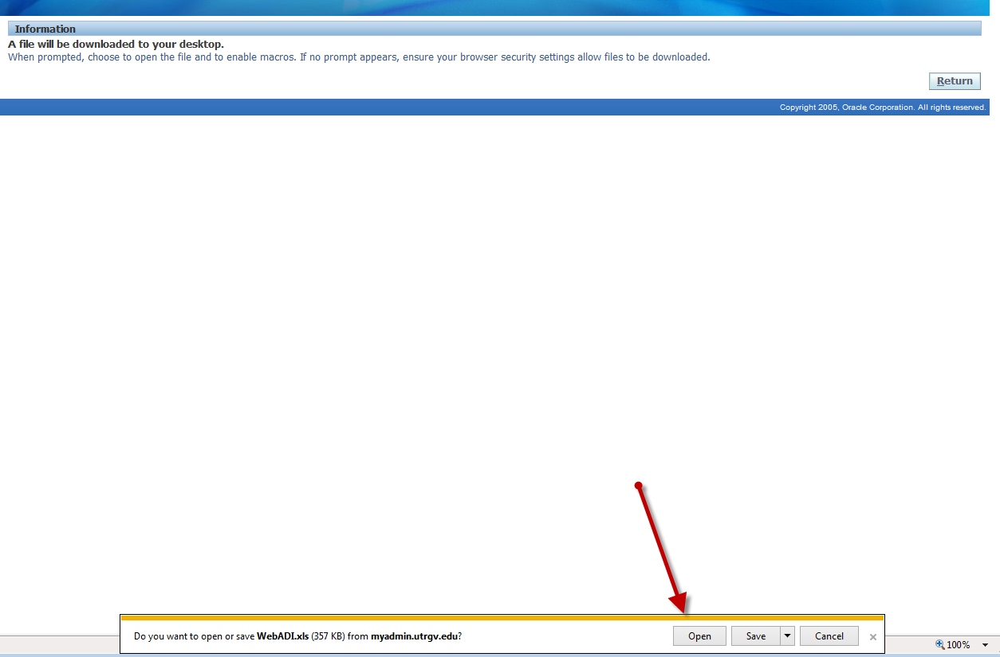 Information
A file will be downloaded to your desktop.
When prompted, choose to open the file and to enable macros. If no prompt appears, ensure your browser security settings allow files to be downloaded.
Return
Copyright 2005, Oracle Corporation. All rights reserved.
Do you want to open or save WebADI.xls (357 KB) from myadmin.utrgv.edu?
Open
Save
Cancel
100%